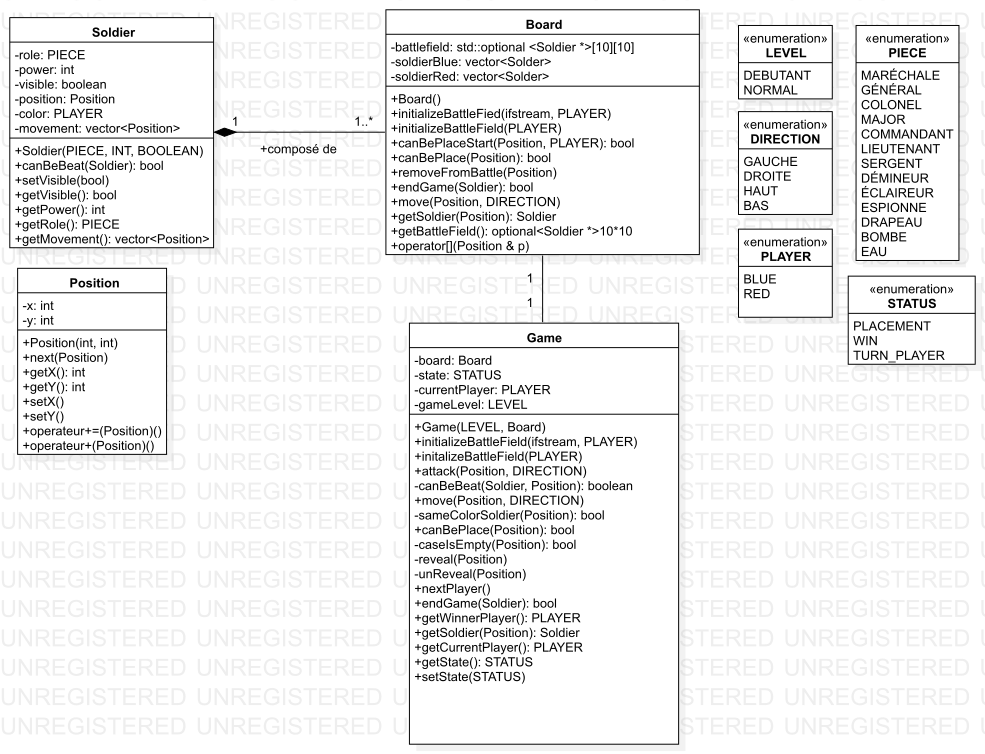 Soldier
-role: PIECE
-power: int
-visible: boolean
-position: Position
-color: PLAYER
-movement: vector<Position>
+Soldier(PIECE, INT, BOOLEAN)
+canBeBeat(Soldier): bool
+setVisible(bool)
+getVisible(): bool
+getPower(): int
+getRole(): PIECE
+getMovement(): vector<Position>
1
1..*
+composé de
Board
-battlefield: std::optional <Soldier *>[10][10]
-soldierBlue: vector<Solder>
-soldierRed: vector<Solder>
+Board()
+initializeBattleFied(ifstream, PLAYER)
+initializeBattleField(PLAYER)
+canBePlaceStart(Position, PLAYER): bool
+canBePlace(Position): bool
+removeFromBattle(Position)
+endGame(Soldier): bool
+move(Position, DIRECTION)
+getSoldier(Position): Soldier
+getBattleField(): optional<Soldier *>10*10
+operator[](Position & p)
1
1
Position
-x: int
-y: int
+Position(int, int)
+next(Position)
+getX(): int
+getY(): int
+setX()
+setY()
+operateur+=(Position)()
+operateur+(Position)()
Game
-board: Board
-state: STATUS
-currentPlayer: PLAYER
-gameLevel: LEVEL
+Game(LEVEL, Board)
+initializeBattleField(ifstream, PLAYER)
+initalizeBattleField(PLAYER)
+attack(Position, DIRECTION)
-canBeBeat(Soldier, Position): boolean
+move(Position, DIRECTION)
-sameColorSoldier(Position): bool
+canBePlace(Position): bool
-caseIsEmpty(Position): bool
-reveal(Position)
-unReveal(Position)
+nextPlayer()
+endGame(Soldier): bool
+getWinnerPlayer(): PLAYER
+getSoldier(Position): Soldier
+getCurrentPlayer(): PLAYER
+getState(): STATUS
+setState(STATUS)
«enumeration»
LEVEL
DEBUTANT
NORMAL
«enumeration»
DIRECTION
GAUCHE
DROITE
HAUT
BAS
«enumeration»
PLAYER
BLUE
RED
«enumeration»
PIECE
MARÉCHALE
GÉNÉRAL
COLONEL
MAJOR
COMMANDANT
LIEUTENANT
SERGENT
DÉMINEUR
ÉCLAIREUR
ESPIONNE
DRAPEAU
BOMBE
EAU
«enumeration»
STATUS
PLACEMENT
WIN
TURN_PLAYER
UNREGISTERED